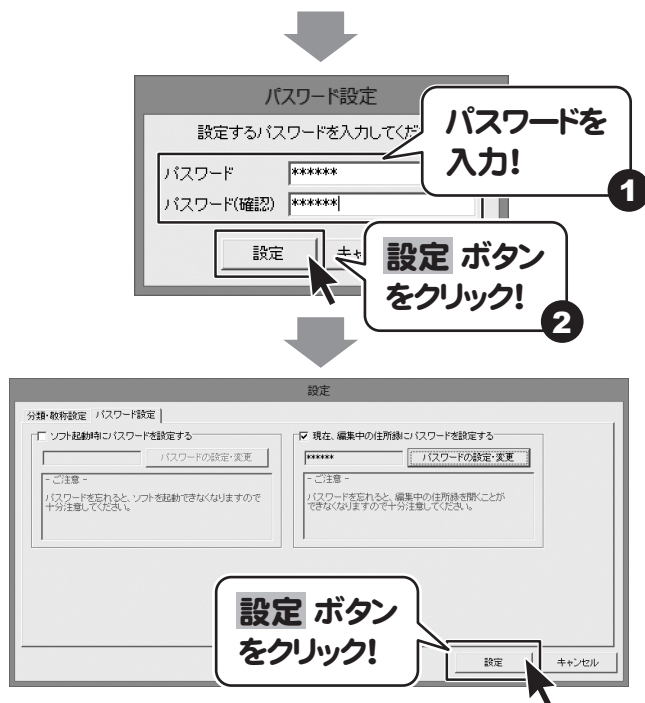 パスワード設定
設定するパスワードを入力してくだ
パスワード ******
パスワード(確認) ******
パスワードを
入力!
1
設定 キャ
設定 ボタン
をクリック!
2
設定
分類・敬称設定 パスワード設定
ソフト起動時にパスワードを設定する
パスワードの設定・変更
- ご注意 -
パスワードを忘れると、ソフトを起動できなくなりますので
十分注意してください。
現在、編集中の住所録にパスワードを設定する
****** パスワードの設定・変更
- ご注意 -
パスワードを忘れると、編集中の住所録を開くことが
できなくなりますので十分注意してください。
設定 ボタン
をクリック!
設定 キャンセル